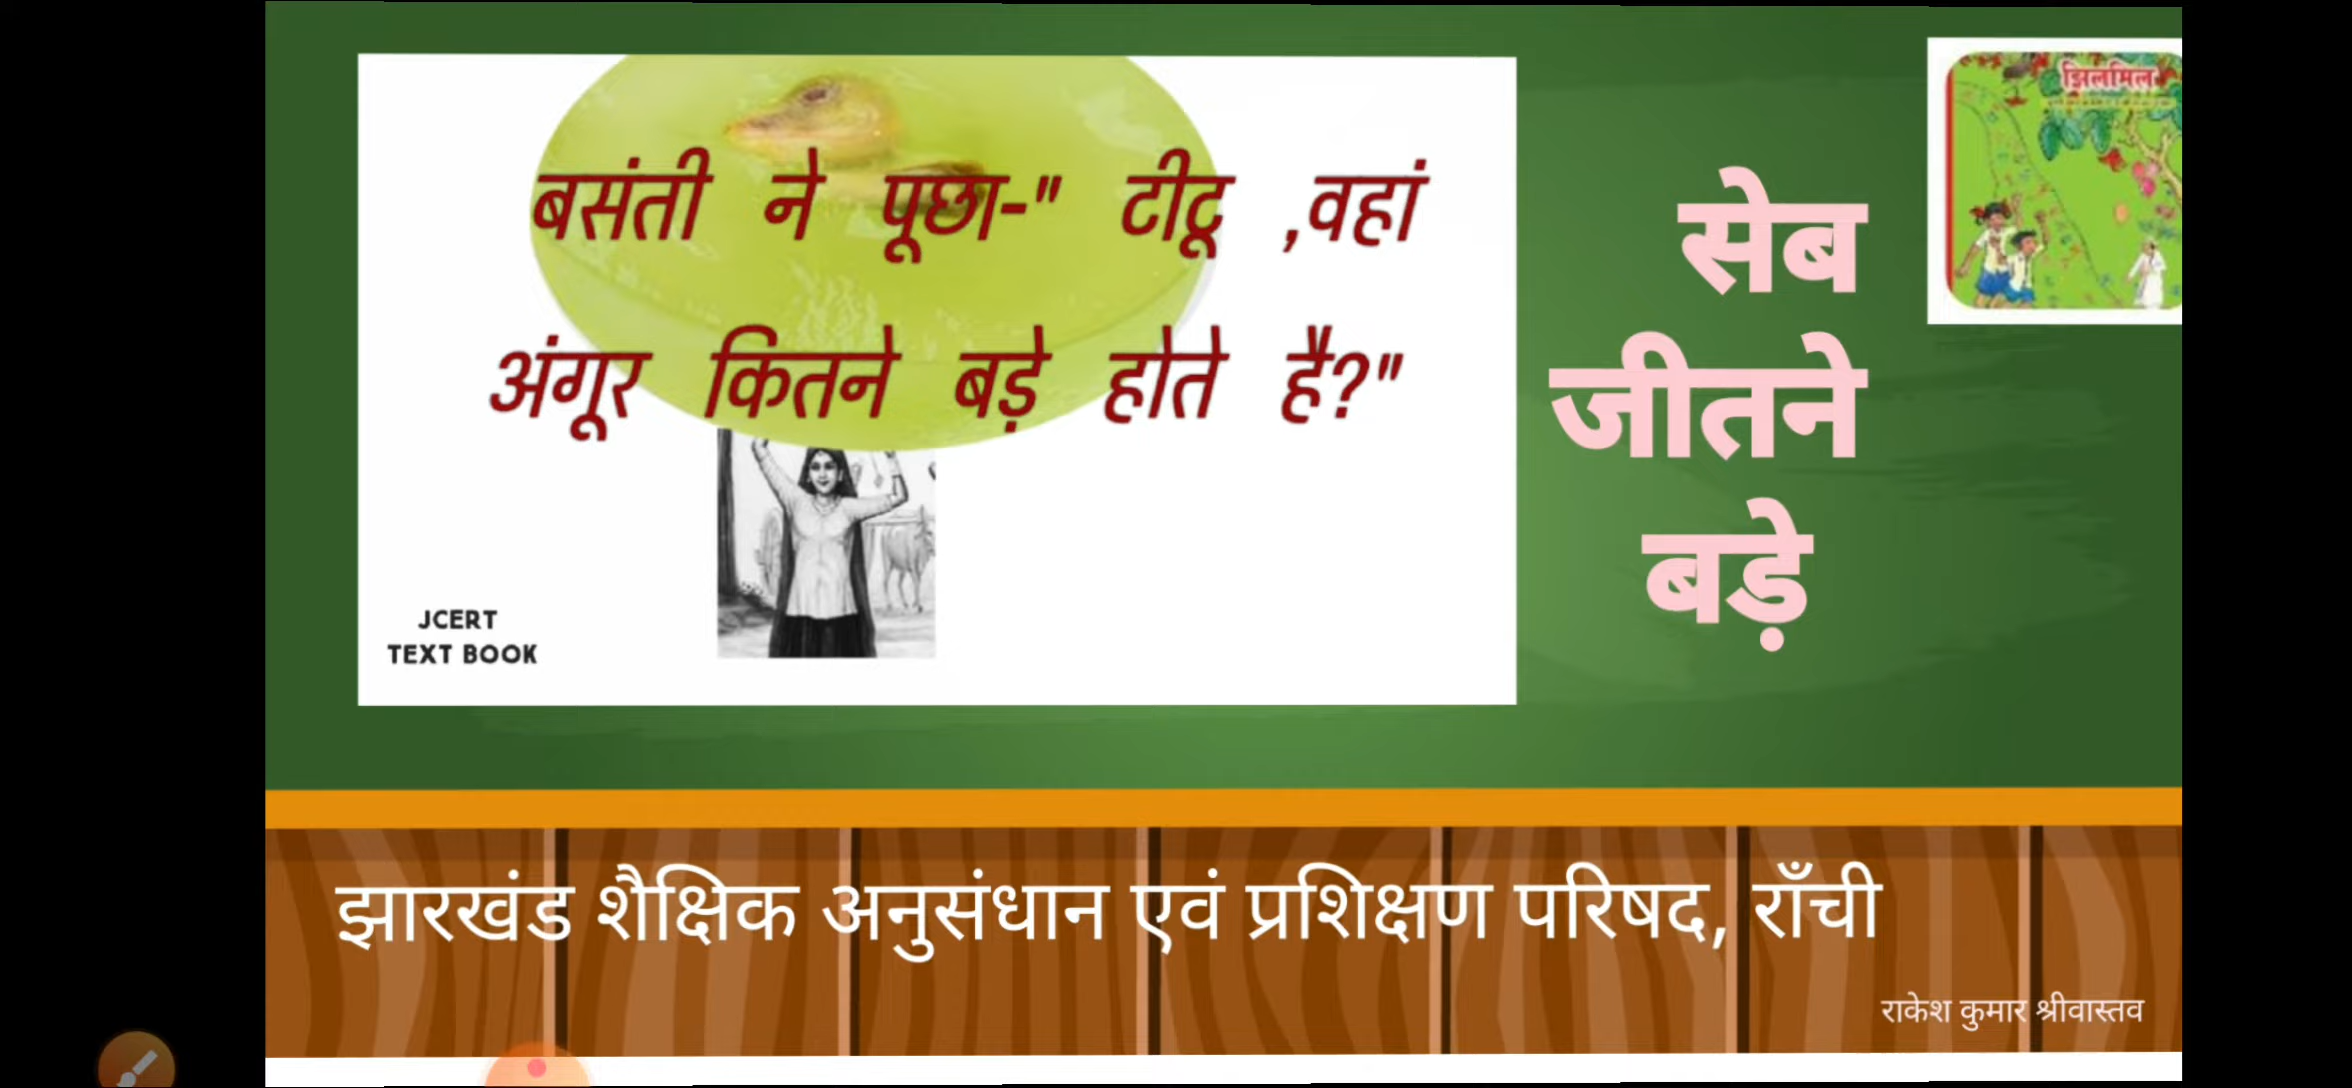 बसंती ने पूछा-" टीटू ,वहां
अंगूर कितने बड़े होते है?"
JCERT
TEXT BOOK
सेब
जीतने
बड़े
झिलमिल
झारखंड शैक्षिक अनुसंधान एवं प्रशिक्षण परिषद, राँची
राकेश कुमार श्रीवास्तव